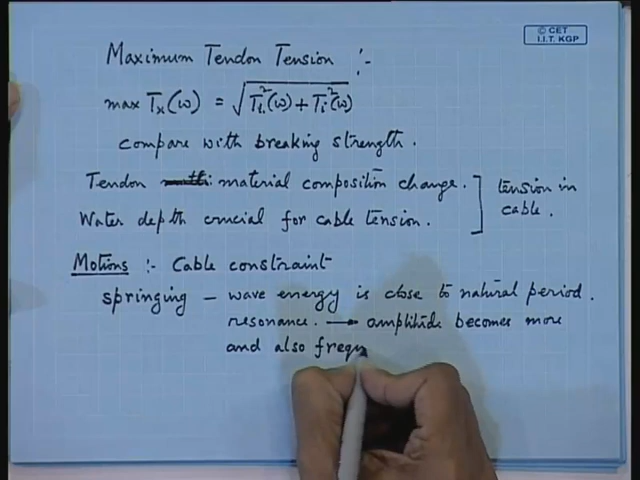 © CET
I.I.T. KGP
Maximum Tendon Tension :-
max Tx(ω) = √(Tt²(ω) + Ti²(ω))
compare with breaking strength.
Tendon material composition change.
Water depth crucial for cable tension.
tension in
cable.
Motions :- Cable constraint
springing – wave energy is close to natural period.
resonance. → amplitude becomes more
and also frequ